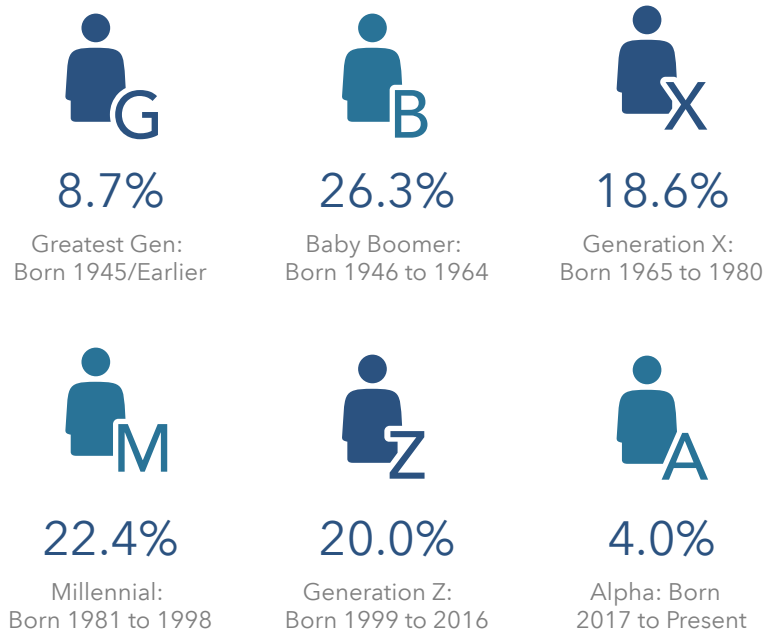 G
8.7%
Greatest Gen:
Born 1945/Earlier
B
26.3%
Baby Boomer:
Born 1946 to 1964
X
18.6%
Generation X:
Born 1965 to 1980
M
22.4%
Millennial:
Born 1981 to 1998
Z
20.0%
Generation Z:
Born 1999 to 2016
A
4.0%
Alpha: Born
2017 to Present